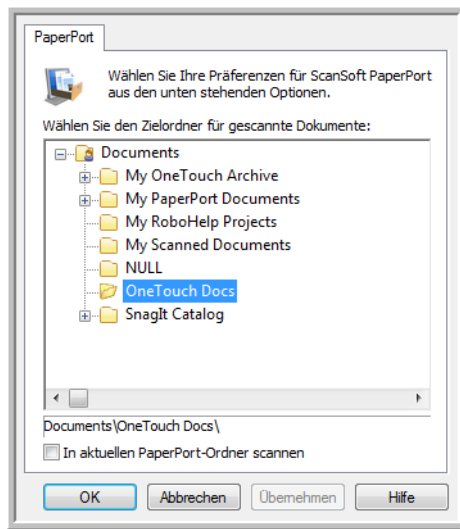 PaperPort
Wählen Sie Ihre Präferenzen für ScanSoft PaperPort
aus den unten stehenden Optionen.
Wählen Sie den Zielordner für gescannte Dokumente:
Documents
My OneTouch Archive
My PaperPort Documents
My RoboHelp Projects
My Scanned Documents
NULL
OneTouch Docs
SnagIt Catalog
Documents\OneTouch Docs\
In aktuellen PaperPort-Ordner scannen
OK Abbrechen Übernehmen Hilfe